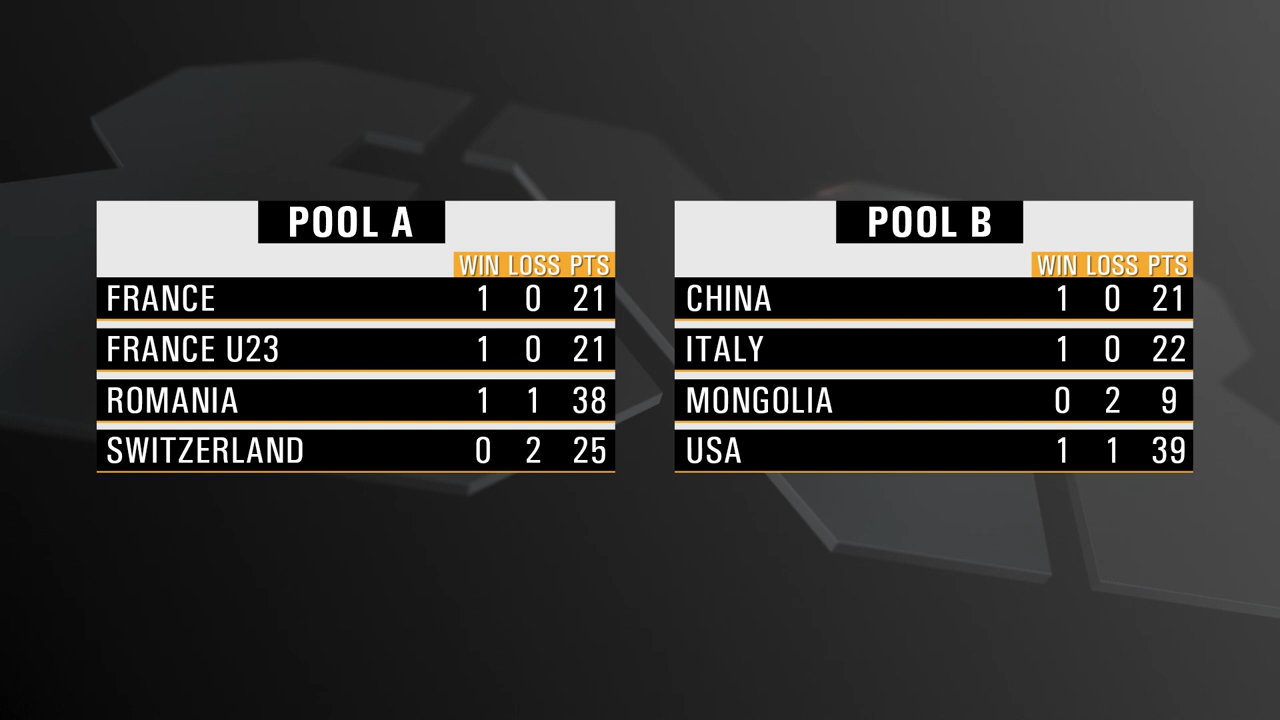 POOL A
WIN LOSS PTS
FRANCE 1 0 21
FRANCE U23 1 0 21
ROMANIA 1 1 38
SWITZERLAND 0 2 25
POOL B
WIN LOSS PTS
CHINA 1 0 21
ITALY 1 0 22
MONGOLIA 0 2 9
USA 1 1 39